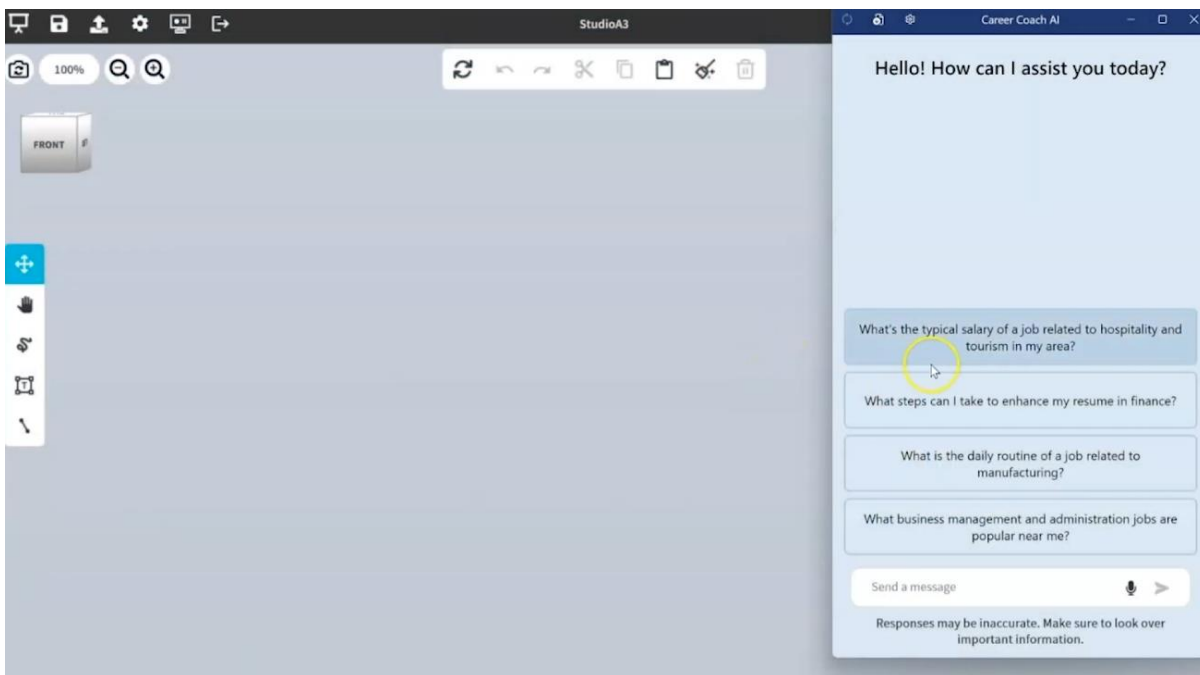 StudioA3
Career Coach AI
100%
Hello! How can I assist you today?
FRONT
What's the typical salary of a job related to hospitality and
tourism in my area?
What steps can I take to enhance my resume in finance?
T
What is the daily routine of a job related to
manufacturing?
What business management and administration jobs are
popular near me?
Send a message
Responses may be inaccurate. Make sure to look over
important information.